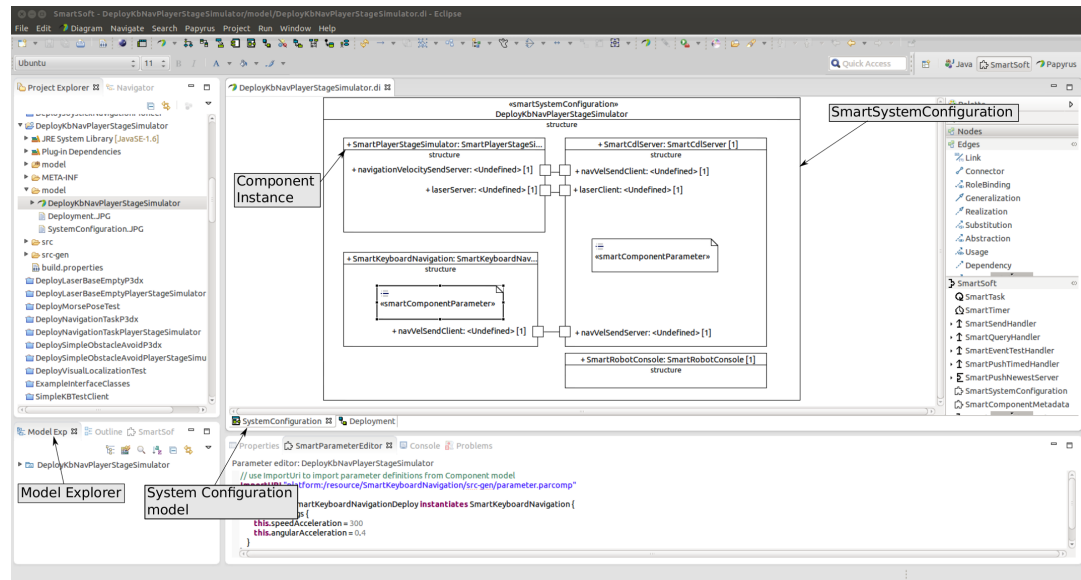 SmartSoft - DeployKbNavPlayerStageSimulator/model/DeployKbNavPlayerStageSimulator.di - Eclipse
File Edit Diagram Navigate Search Papyrus Project Run Window Help
Ubuntu 11 B I A
Quick Access Java SmartSoft Papyrus
Project Explorer Navigator
DeployKbNavPlayerStageSimulator
JRE System Library [JavaSE-1.6]
Plug-in Dependencies
model
META-INF
model
DeployKbNavPlayerStageSimulator
Deployment.JPG
SystemConfiguration.JPG
src
src-gen
build.properties
DeployLaserBaseEmptyP3dx
DeployLaserBaseEmptyPlayerStageSimulator
DeployMorsePoseTest
DeployNavigationTaskP3dx
DeployNavigationTaskPlayerStageSimulator
DeploySimpleObstacleAvoidP3dx
DeploySimpleObstacleAvoidPlayerStageSimu
DeployVisualLocalizationTest
ExampleInterfaceClasses
SimpleKBTestClient
DeployKbNavPlayerStageSimulator.di
«smartSystemConfiguration»
DeployKbNavPlayerStageSimulator
structure
+ SmartPlayerStageSimulator: SmartPlayerStageSi...
structure
+ navigationVelocitySendServer: <Undefined> [1]
+ laserServer: <Undefined> [1]
+ SmartCdlServer: SmartCdlServer [1]
structure
+ navVelSendClient: <Undefined> [1]
+ laserClient: <Undefined> [1]
«smartComponentParameter»
+ navVelSendServer: <Undefined> [1]
+ SmartKeyboardNavigation: SmartKeyboardNav...
structure
«smartComponentParameter»
+ navVelSendClient: <Undefined> [1]
+ SmartRobotConsole: SmartRobotConsole [1]
structure
Component
Instance
SmartSystemConfiguration
Nodes
Edges
Link
Connector
RoleBinding
Generalization
Realization
Substitution
Abstraction
Usage
Dependency
SmartSoft
SmartTask
SmartTimer
SmartSendHandler
SmartQueryHandler
SmartEventTestHandler
SmartPushTimedHandler
SmartPushNewestServer
SmartSystemConfiguration
SmartComponentMetadata
SystemConfiguration Deployment
Model Exp Outline SmartSof
DeployKbNavPlayerStageSimulator
Model Explorer
System Configuration
model
Properties SmartParameterEditor Console Problems
Parameter editor: DeployKbNavPlayerStageSimulator
// use ImportUri to import parameter definitions from Component model
ImportURI "platform:/resource/SmartKeyboardNavigation/src-gen/parameter.parcomp"
martKeyboardNavigationDeploy instantiates SmartKeyboardNavigation {
gs {
this.speedAcceleration = 300
this.angularAcceleration = 0.4
}